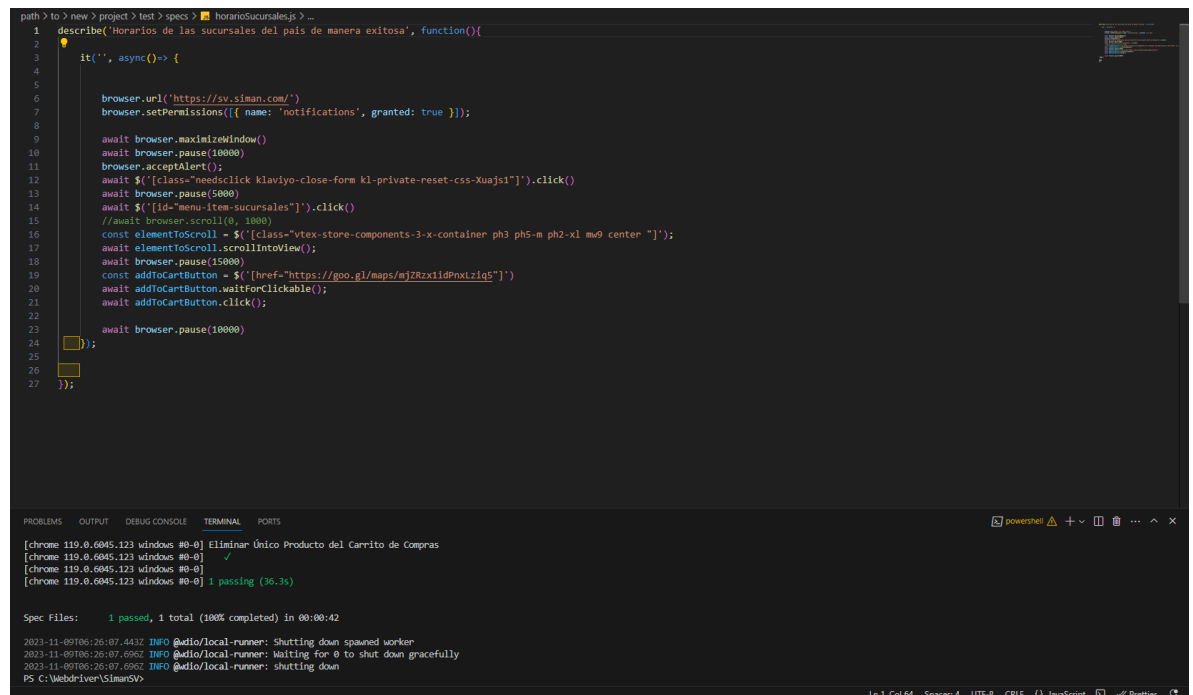 path > to > new > project > test > specs > horarioSucursales.js > ...
1 describe('Horarios de las sucursales del pais de manera exitosa', function(){
2
3 it('', async()=> {
4
5
6 browser.url('https://sv.siman.com/')
7 browser.setPermissions([{ name: 'notifications', granted: true }]);
8
9 await browser.maximizeWindow()
10 await browser.pause(10000)
11 browser.acceptAlert();
12 await $('[class="needsclick klaviyo-close-form kl-private-reset-css-Xuajs1"]').click()
13 await browser.pause(5000)
14 await $('[id="menu-item-sucursales"]').click()
15 //await browser.scroll(0, 1000)
16 const elementToScroll = $('[class="vtex-store-components-3-x-container ph3 ph5-m ph2-xl mw9 center "]');
17 await elementToScroll.scrollIntoView();
18 await browser.pause(15000)
19 const addToCartButton = $('[href="https://goo.gl/maps/mjZRzx1idPnxLziq5"]')
20 await addToCartButton.waitForClickable();
21 await addToCartButton.click();
22
23 await browser.pause(10000)
24 });
25
26
27 });
PROBLEMS OUTPUT DEBUG CONSOLE TERMINAL PORTS powershell
[chrome 119.0.6045.123 windows #0-0] Eliminar Único Producto del Carrito de Compras
[chrome 119.0.6045.123 windows #0-0] ✓
[chrome 119.0.6045.123 windows #0-0]
[chrome 119.0.6045.123 windows #0-0] 1 passing (36.3s)
Spec Files: 1 passed, 1 total (100% completed) in 00:00:42
2023-11-09T06:26:07.443Z INFO @wdio/local-runner: Shutting down spawned worker
2023-11-09T06:26:07.696Z INFO @wdio/local-runner: Waiting for 0 to shut down gracefully
2023-11-09T06:26:07.696Z INFO @wdio/local-runner: shutting down
PS C:\Webdriver\SimanSV>
Ln 1, Col 64 Spaces: 4 UTF-8 CRLF {} JavaScript Prettier